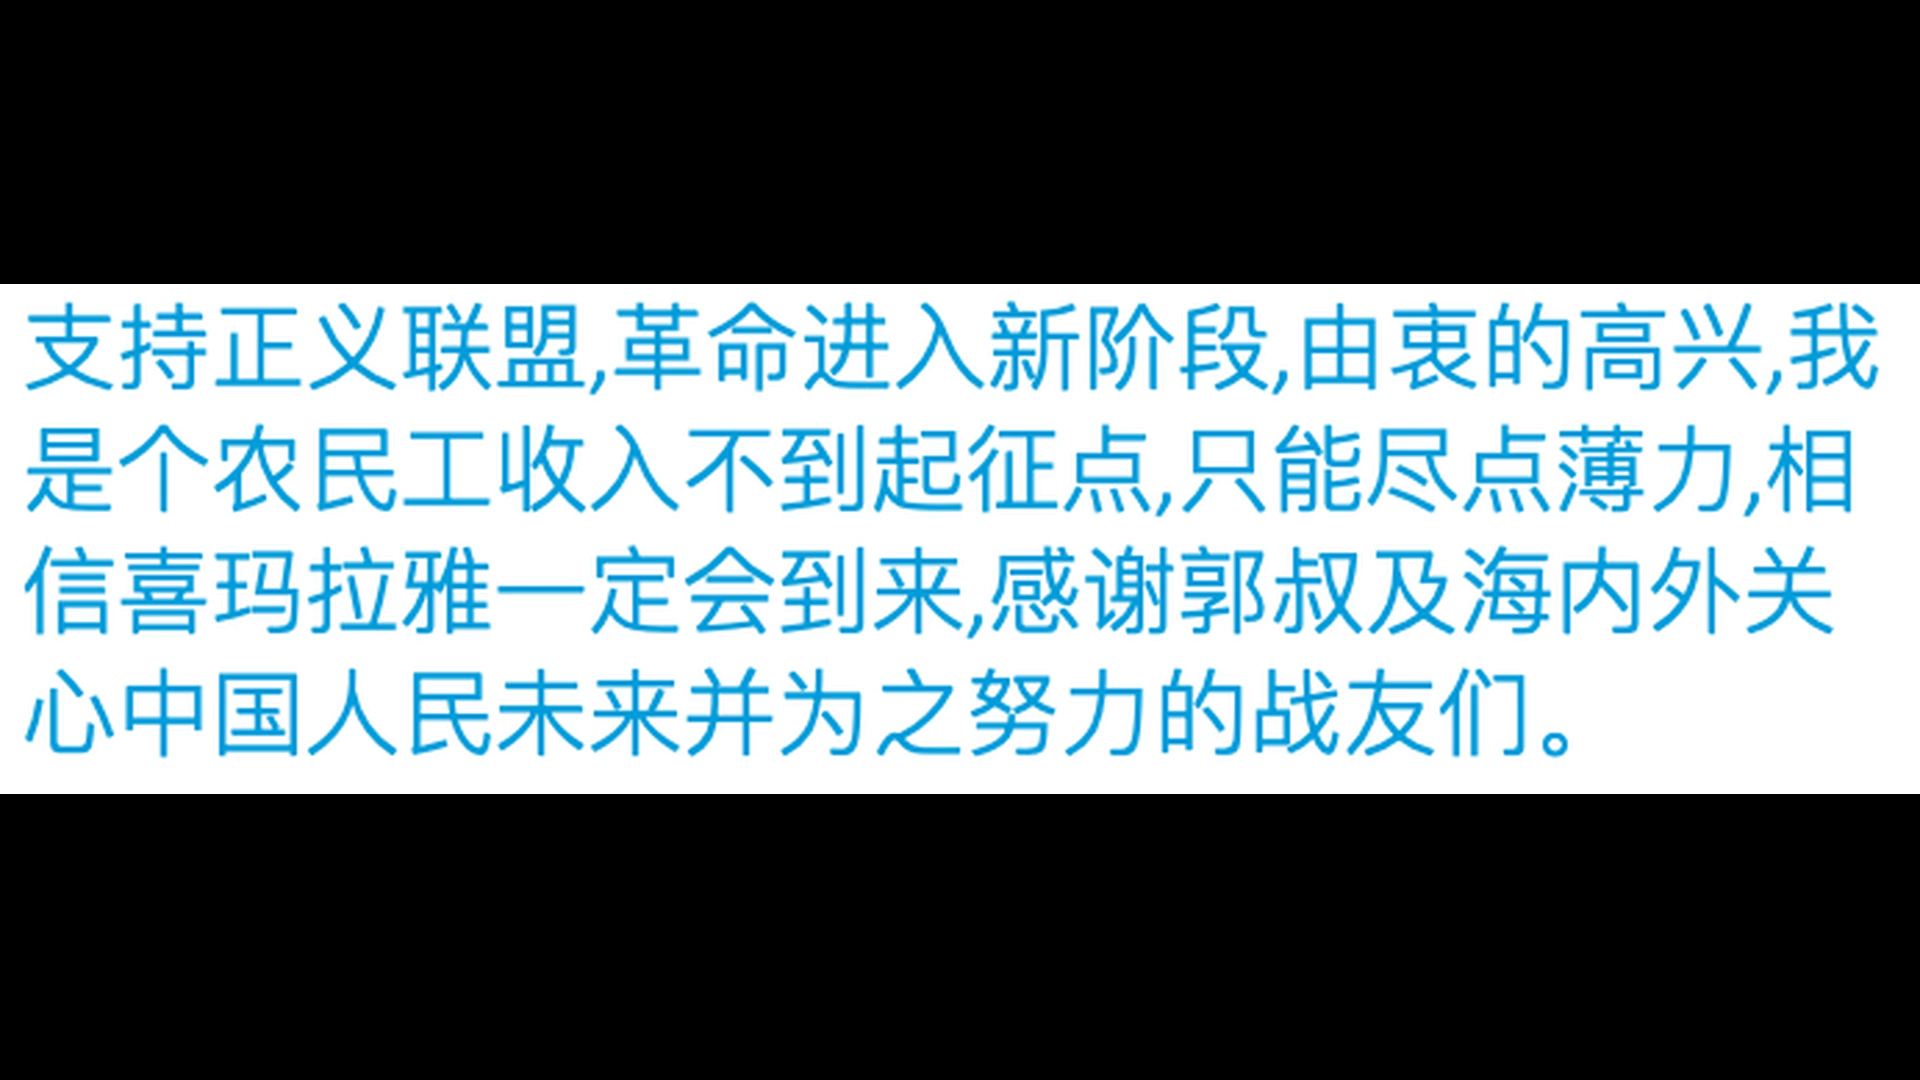 支持正义联盟,革命进入新阶段,由衷的高兴,我
是个农民工收入不到起征点,只能尽点薄力,相
信喜玛拉雅一定会到来,感谢郭叔及海内外关
心中国人民未来并为之努力的战友们。